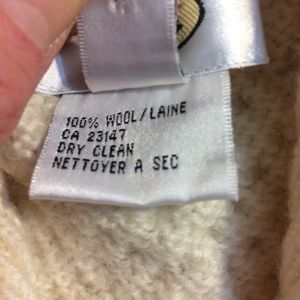 100% WOOL/LAINE
CA 23147
DRY CLEAN
NETTOYER A SEC